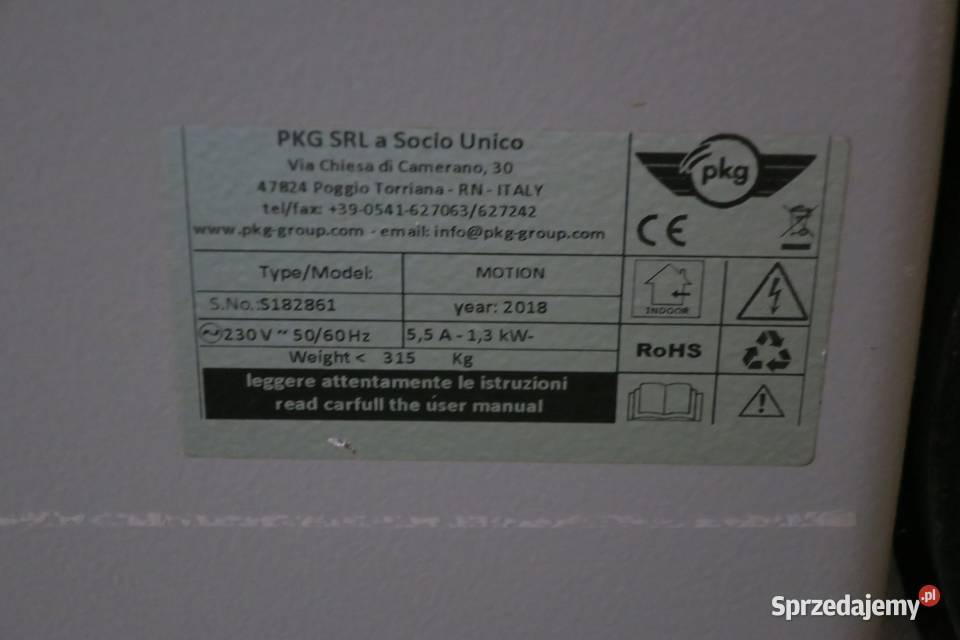 PKG SRL a Socio Unico
Via Chiesa di Camerano, 30
47824 Poggio Torriana - RN - ITALY
tel/fax: +39-0541-627063/627242
www.pkg-group.com - email: info@pkg-group.com
pkg
CE
Type/Model: MOTION
S.No.:S182861 year: 2018
INDOOR
230 V ~ 50/60 Hz 5,5 A - 1,3 kW-
Weight < 315 Kg
RoHS
leggere attentamente le istruzioni
read carfull the user manual
Sprzedajemy.pl